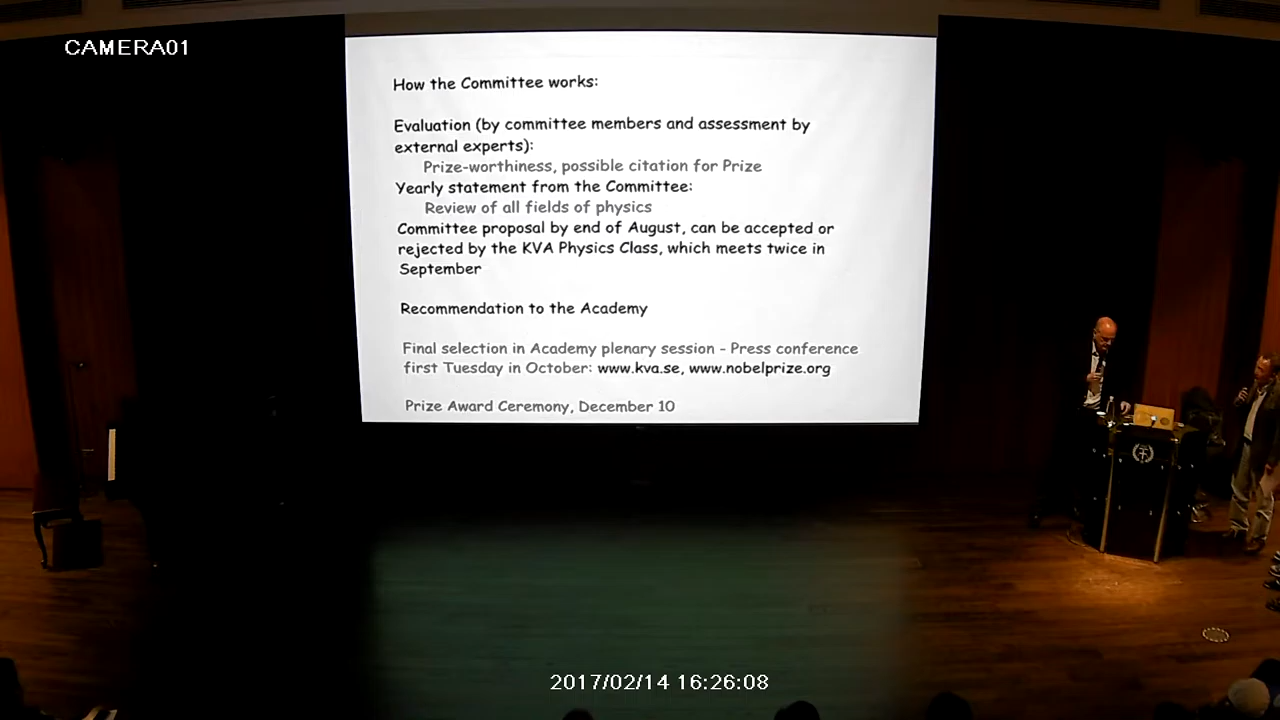 CAMERA01
How the Committee works:
Evaluation (by committee members and assessment by
external experts):
Prize-worthiness, possible citation for Prize
Yearly statement from the Committee:
Review of all fields of physics
Committee proposal by end of August, can be accepted or
rejected by the KVA Physics Class, which meets twice in
September
Recommendation to the Academy
Final selection in Academy plenary session - Press conference
first Tuesday in October: www.kva.se, www.nobelprize.org
Prize Award Ceremony, December 10
2017/02/14 16:26:08